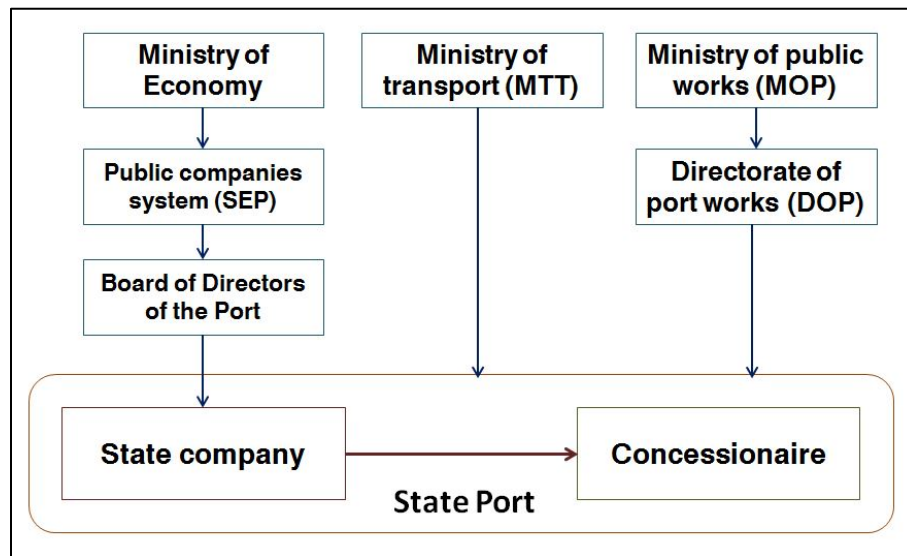 Ministry of
Economy
Ministry of
transport (MTT)
Ministry of public
works (MOP)
Public companies
system (SEP)
Directorate of
port works (DOP)
Board of Directors
of the Port
State company
Concessionaire
State Port